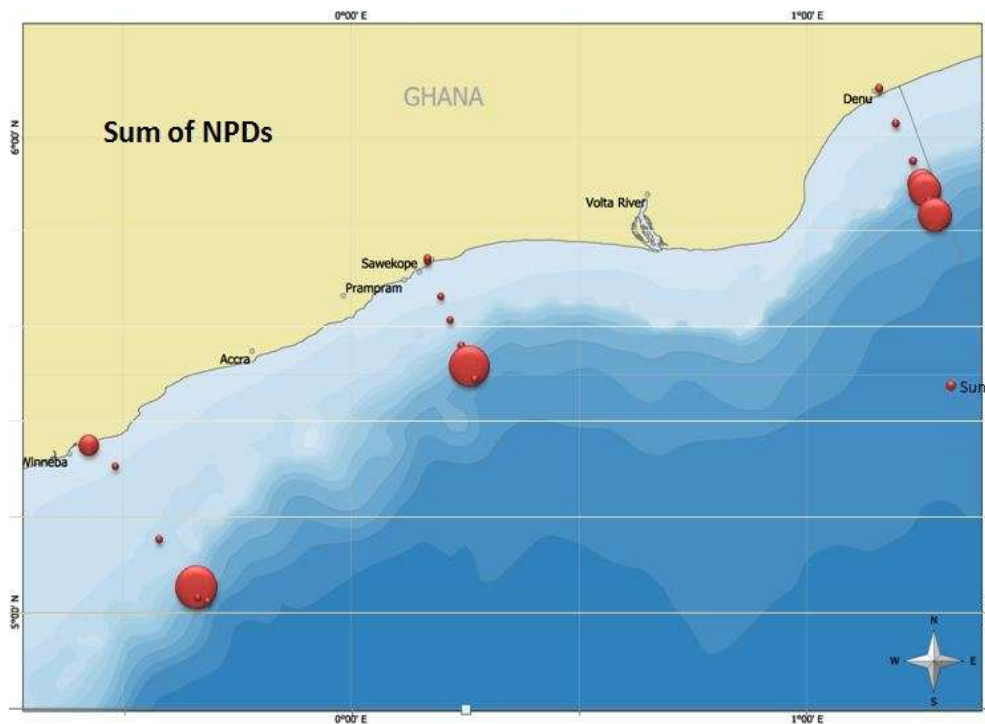 0°00' E
1°00' E
GHANA
Denu
Sum of NPDs
6°00' N
Volta River
Sawekope
Prampram
Accra
Sun
Winneba
5°00' N
N
W
E
S
0°00' E
1°00' E